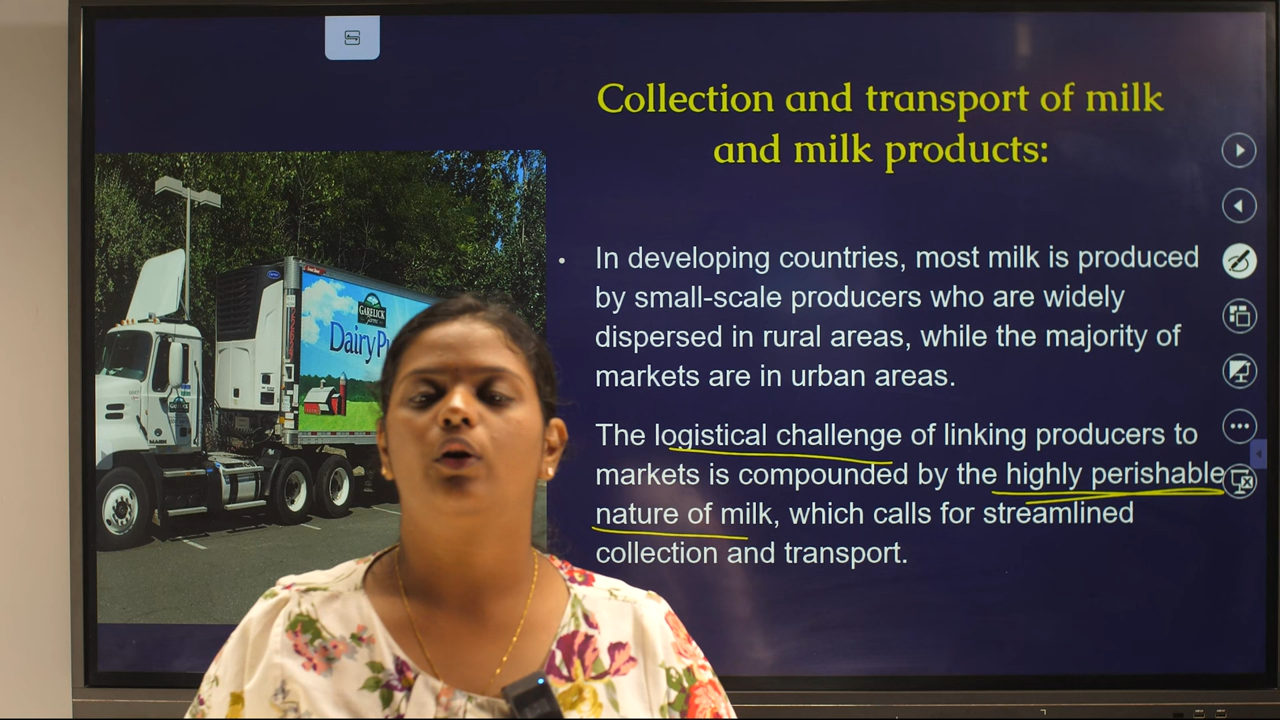 Collection and transport of milk
and milk products:
GARELICK
Farms
DairyP
In developing countries, most milk is produced
by small-scale producers who are widely
dispersed in rural areas, while the majority of
markets are in urban areas.
The logistical challenge of linking producers to
markets is compounded by the highly perishable
nature of milk, which calls for streamlined
collection and transport.